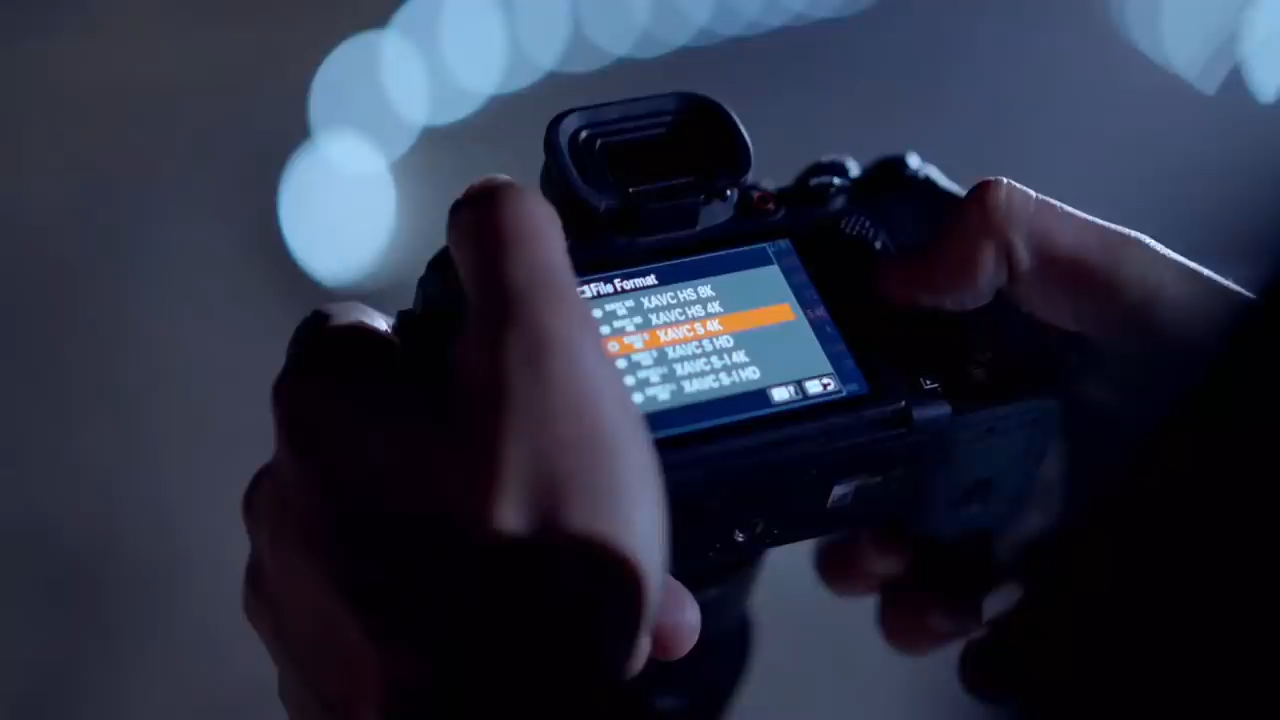 File Format
XAVC HS 8K
XAVC HS 4K
XAVC S 4K
XAVC S HD
XAVC S-I 4K
XAVC S-I HD